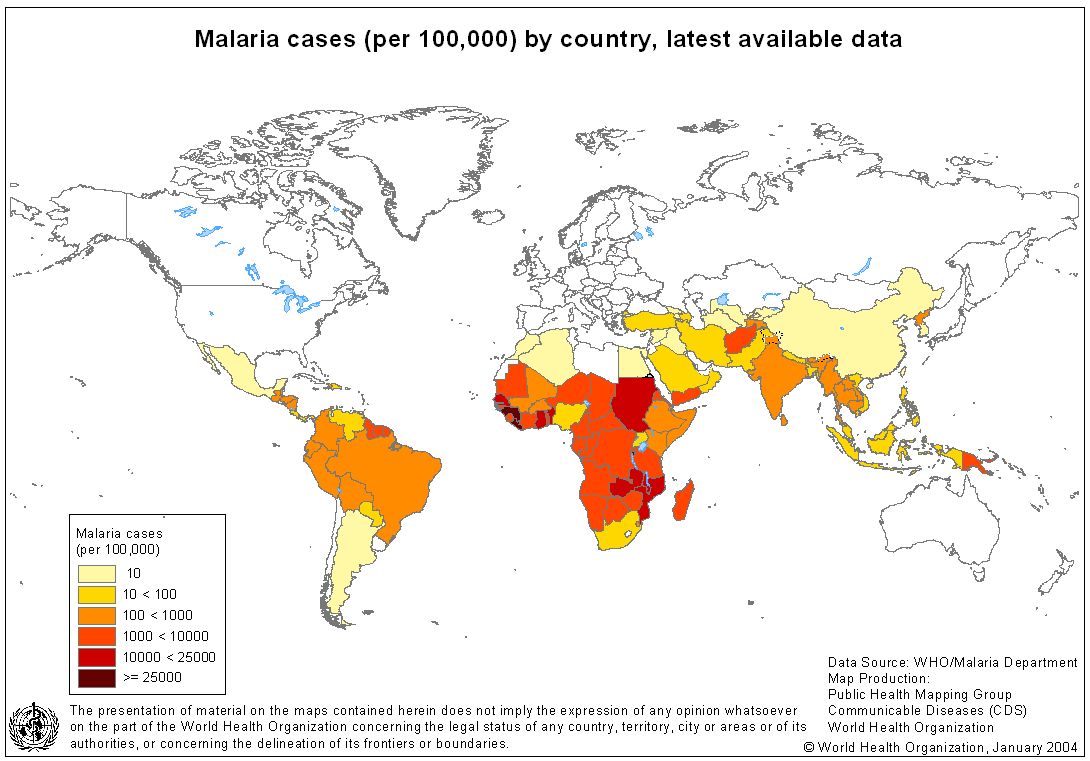 Malaria cases (per 100,000) by country, latest available data
Malaria cases
(per 100,000)
10
10 < 100
100 < 1000
1000 < 10000
10000 < 25000
>= 25000
Data Source: WHO/Malaria Department
Map Production:
Public Health Mapping Group
Communicable Diseases (CDS)
World Health Organization
The presentation of material on the maps contained herein does not imply the expression of any opinion whatsoever
on the part of the World Health Organization concerning the legal status of any country, territory, city or areas or of its
authorities, or concerning the delineation of its frontiers or boundaries.
© World Health Organization, January 2004